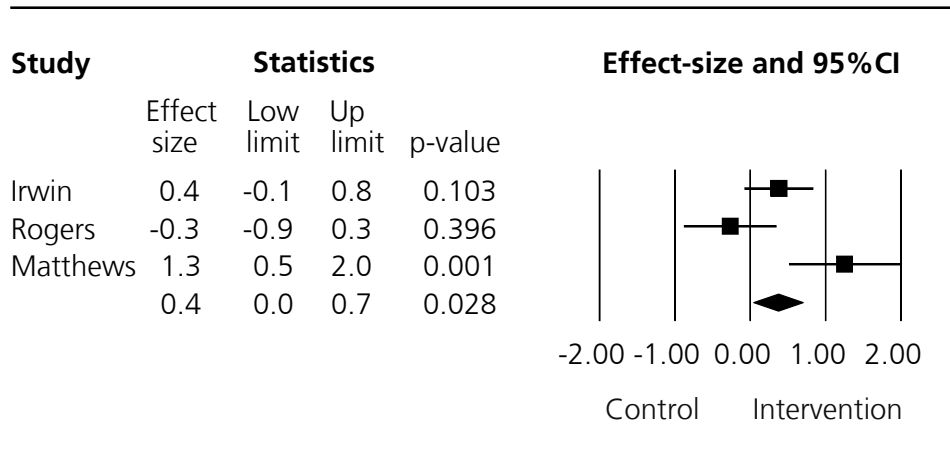 Study Statistics Effect-size and 95%CI
Effect Low Up
size limit limit p-value
Irwin 0.4 -0.1 0.8 0.103
Rogers -0.3 -0.9 0.3 0.396
Matthews 1.3 0.5 2.0 0.001
0.4 0.0 0.7 0.028
-2.00 -1.00 0.00 1.00 2.00
Control Intervention